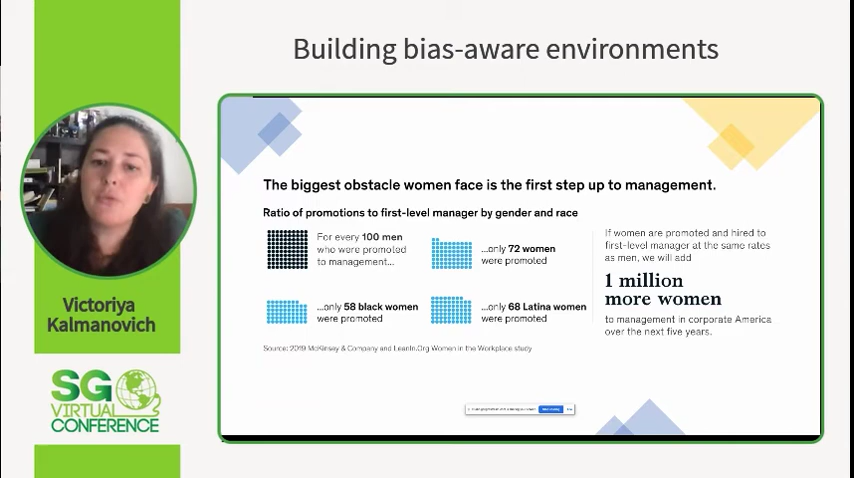 Building bias-aware environments
The biggest obstacle women face is the first step up to management.
Ratio of promotions to first-level manager by gender and race
For every 100 men
who were promoted
to management...
...only 72 women
were promoted
...only 58 black women
were promoted
...only 68 Latina women
were promoted
If women are promoted and hired to
first-level manager at the same rates
as men, we will add
1 million
more women
to management in corporate America
over the next five years.
Source: 2019 McKinsey & Company and LeanIn.Org Women in the Workplace study
Victoriya
Kalmanovich
SG
VIRTUAL
CONFERENCE